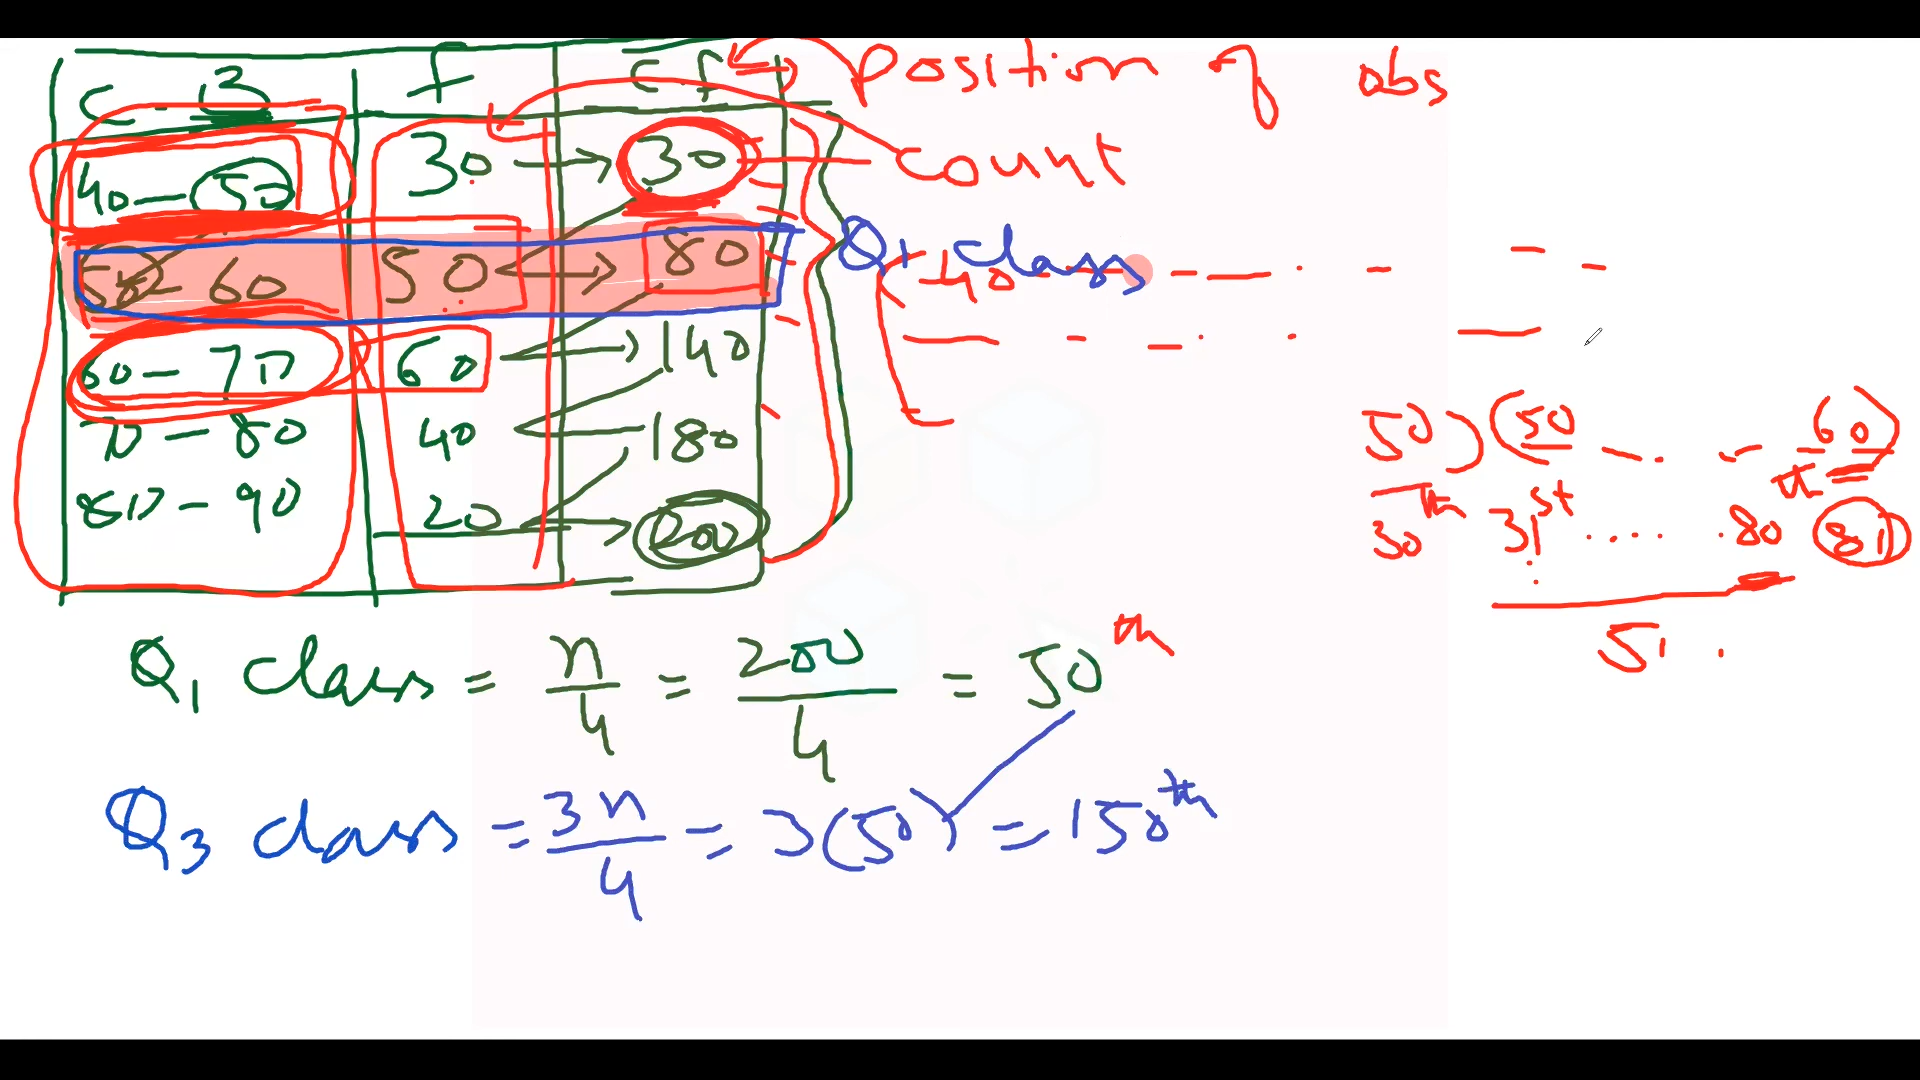 C-I f cf Position of obs
40 — 50 30 → 30 count
50 – 60 50 → 80 Q1 class
40
60 – 70 60 → 140
70 – 80 40 180
50) (50 60)
80 – 90 20 → 200
30th 31st ..... 80th 81
51
Q1 class = n/4 = 200/4 = 50th
Q3 class = 3n/4 = 3(50) = 150th